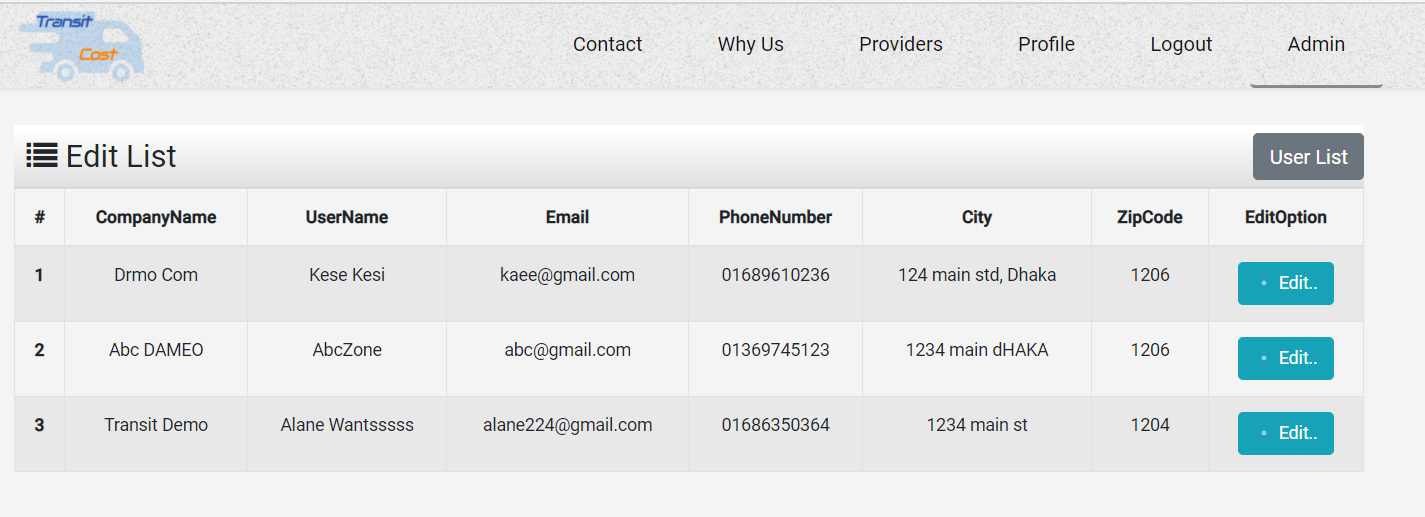 Transit
Cost
Contact Why Us Providers Profile Logout Admin
Edit List User List
# CompanyName UserName Email PhoneNumber City ZipCode EditOption
1 Drmo Com Kese Kesi kaee@gmail.com 01689610236 124 main std, Dhaka 1206 Edit..
2 Abc DAMEO AbcZone abc@gmail.com 01369745123 1234 main dHAKA 1206 Edit..
3 Transit Demo Alane Wantsssss alane224@gmail.com 01686350364 1234 main st 1204 Edit..